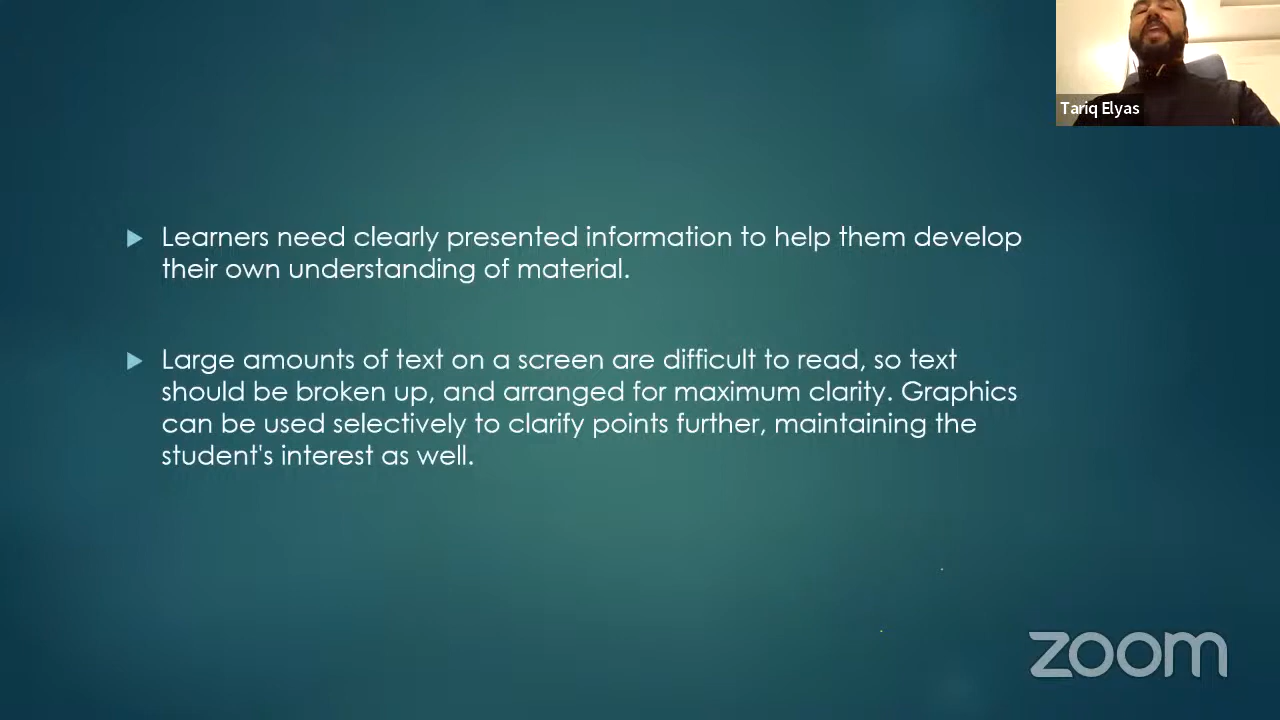 Tariq Elyas
Learners need clearly presented information to help them develop
their own understanding of material.
Large amounts of text on a screen are difficult to read, so text
should be broken up, and arranged for maximum clarity. Graphics
can be used selectively to clarify points further, maintaining the
student's interest as well.
zoom